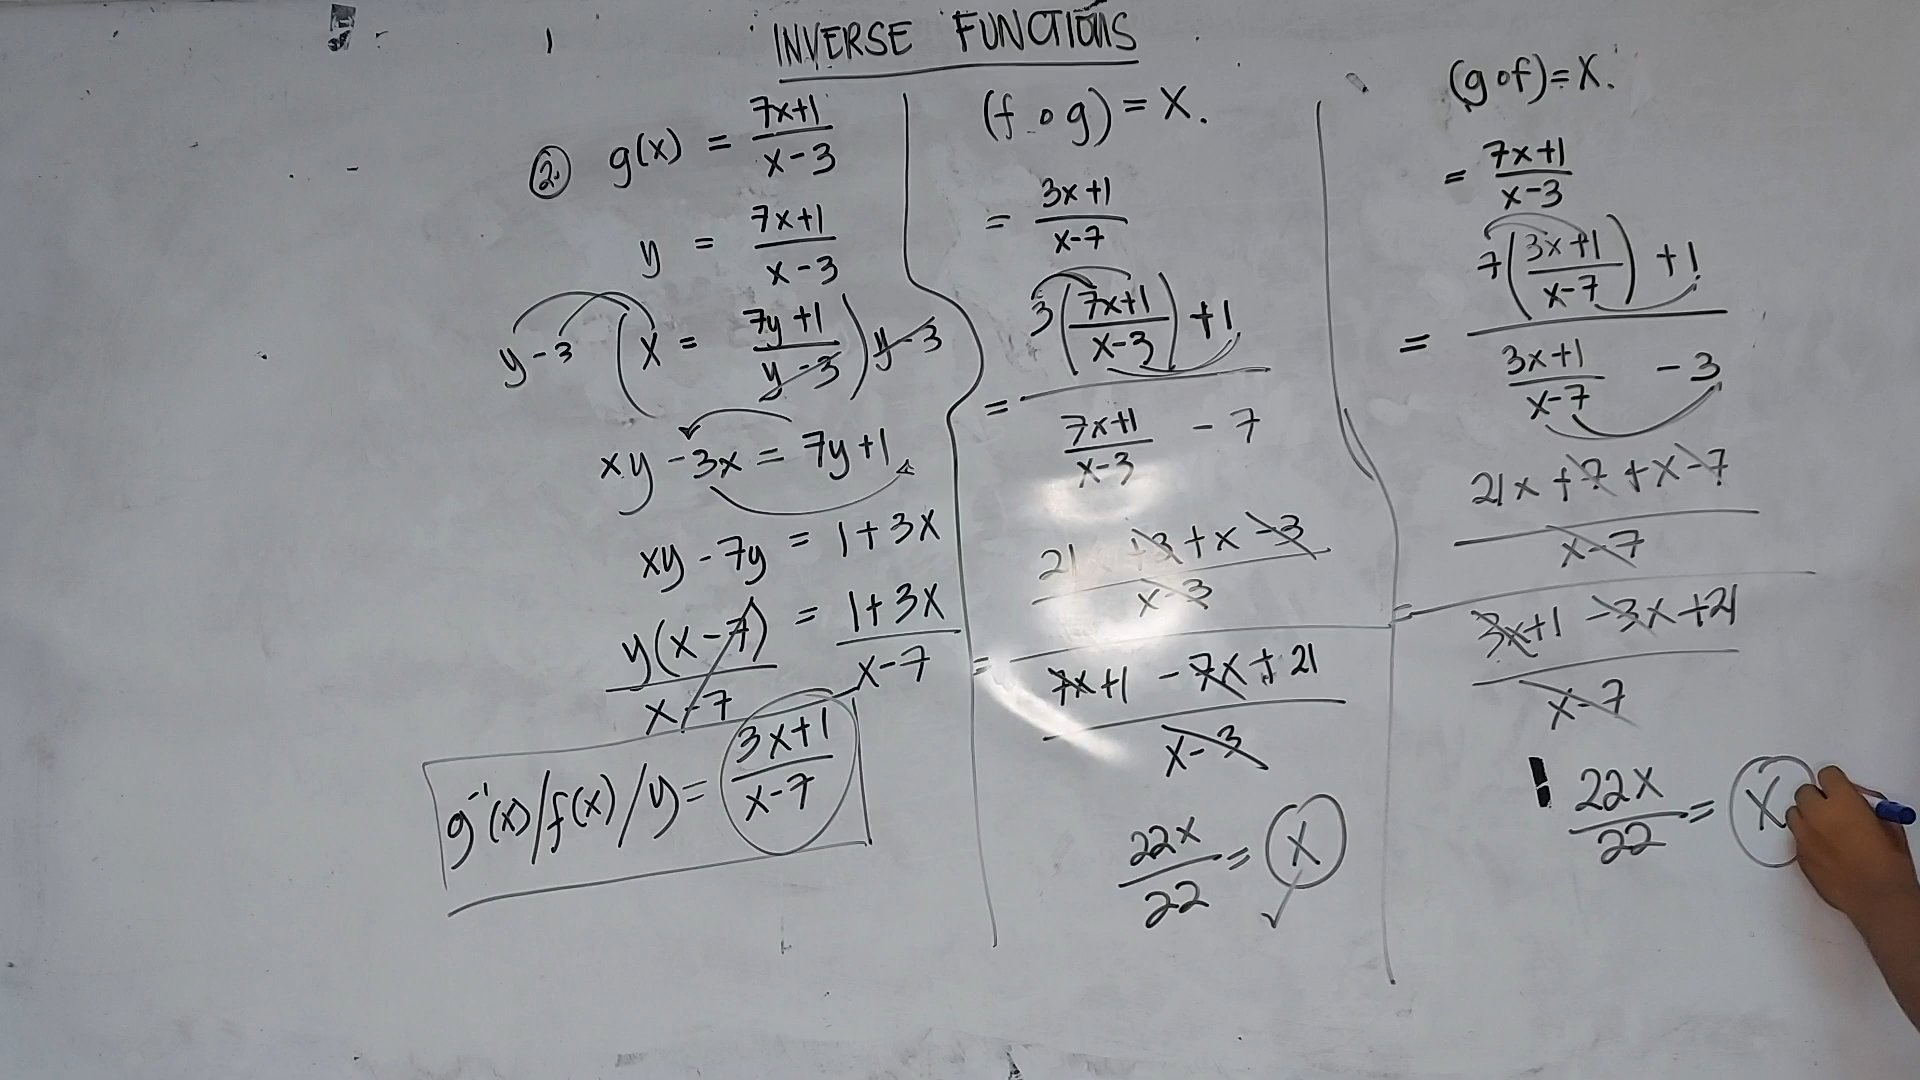 INVERSE FUNCTIONS
② g(x) = (7x+1)/(x-3)
y = (7x+1)/(x-3)
y-3 (x = (7y+1)/(y-3)) y-3
xy - 3x = 7y+1
xy - 7y = 1+3x
y(x-7)/(x-7) = (1+3x)/(x-7)
g⁻¹(x)/f(x)/y = (3x+1)/(x-7)
(f∘g) = X.
= (3x+1)/(x-7)
= (3((7x+1)/(x-3))+1)/((7x+1)/(x-3) - 7)
= ((21 +3+x-3)/(x-3))/((7x+1-7x+21)/(x-3))
22x/22 = X ✓
(g∘f) = X.
= (7x+1)/(x-3)
= (7((3x+1)/(x-7))+1)/((3x+1)/(x-7) - 3)
= ((21x+7+x-7)/(x-7))/((3x+1-3x+21)/(x-7))
22x/22 = X